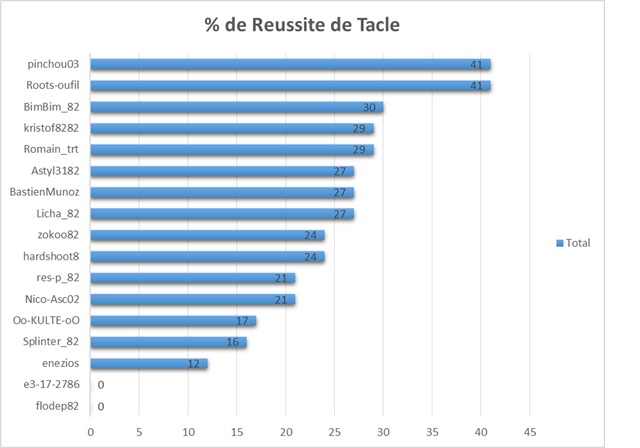 % de Reussite de Tacle
pinchou03 41
Roots-oufil 41
BimBim_82 30
kristof8282 29
Romain_trt 29
Astyl3182 27
BastienMunoz 27
Licha_82 27
zokoo82 24
hardshoot8 24
res-p_82 21
Nico-Asc02 21
Oo-KULTE-oO 17
Splinter_82 16
enezios 12
e3-17-2786 0
flodep82 0
0 5 10 15 20 25 30 35 40 45
Total